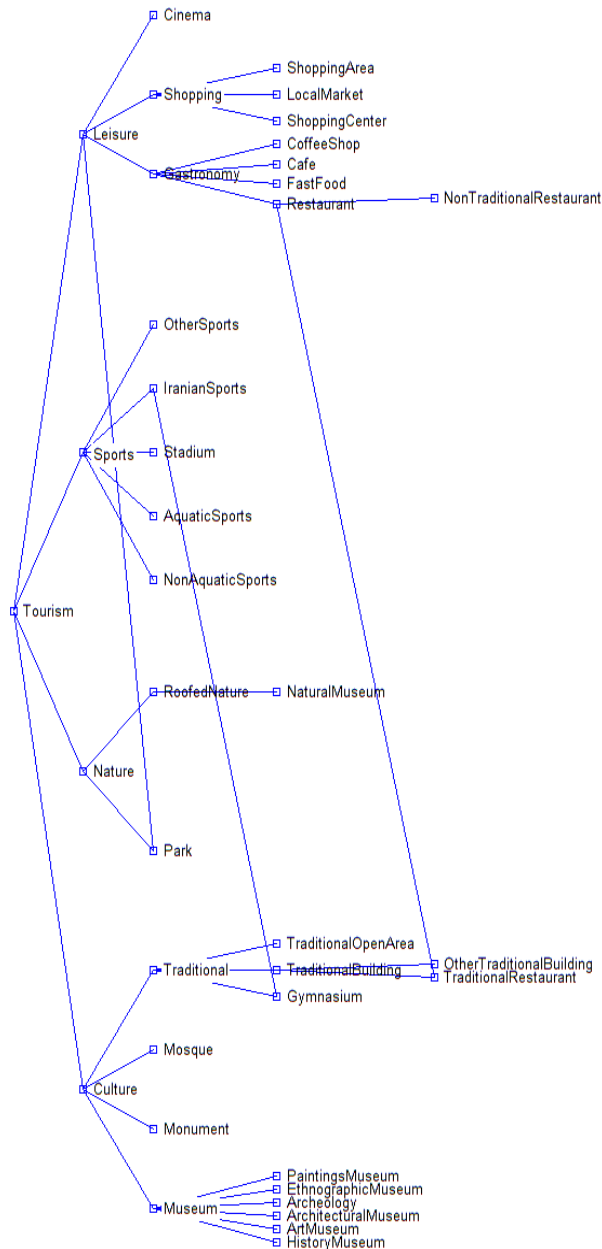 Cinema
ShoppingArea
Shopping
LocalMarket
ShoppingCenter
Leisure
CoffeeShop
Cafe
Gastronomy
FastFood
Restaurant
NonTraditionalRestaurant
OtherSports
IranianSports
Sports
Stadium
AquaticSports
NonAquaticSports
Tourism
RoofedNature
NaturalMuseum
Nature
Park
TraditionalOpenArea
Traditional
TraditionalBuilding
OtherTraditionalBuilding
TraditionalRestaurant
Gymnasium
Mosque
Culture
Monument
PaintingsMuseum
EthnographicMuseum
Archeology
Museum
ArchitecturalMuseum
ArtMuseum
HistoryMuseum